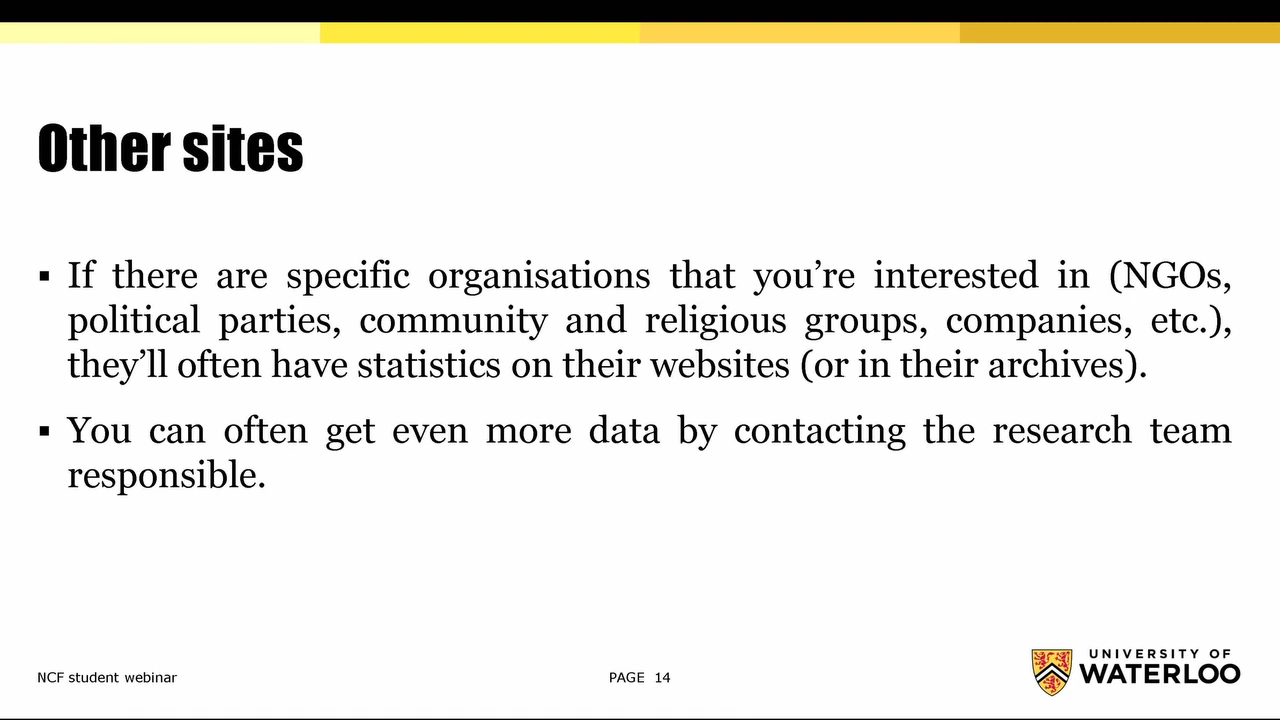 Other sites
▪ If there are specific organisations that you’re interested in (NGOs,
political parties, community and religious groups, companies, etc.),
they’ll often have statistics on their websites (or in their archives).
▪ You can often get even more data by contacting the research team
responsible.
NCF student webinar
PAGE 14
UNIVERSITY OF
WATERLOO